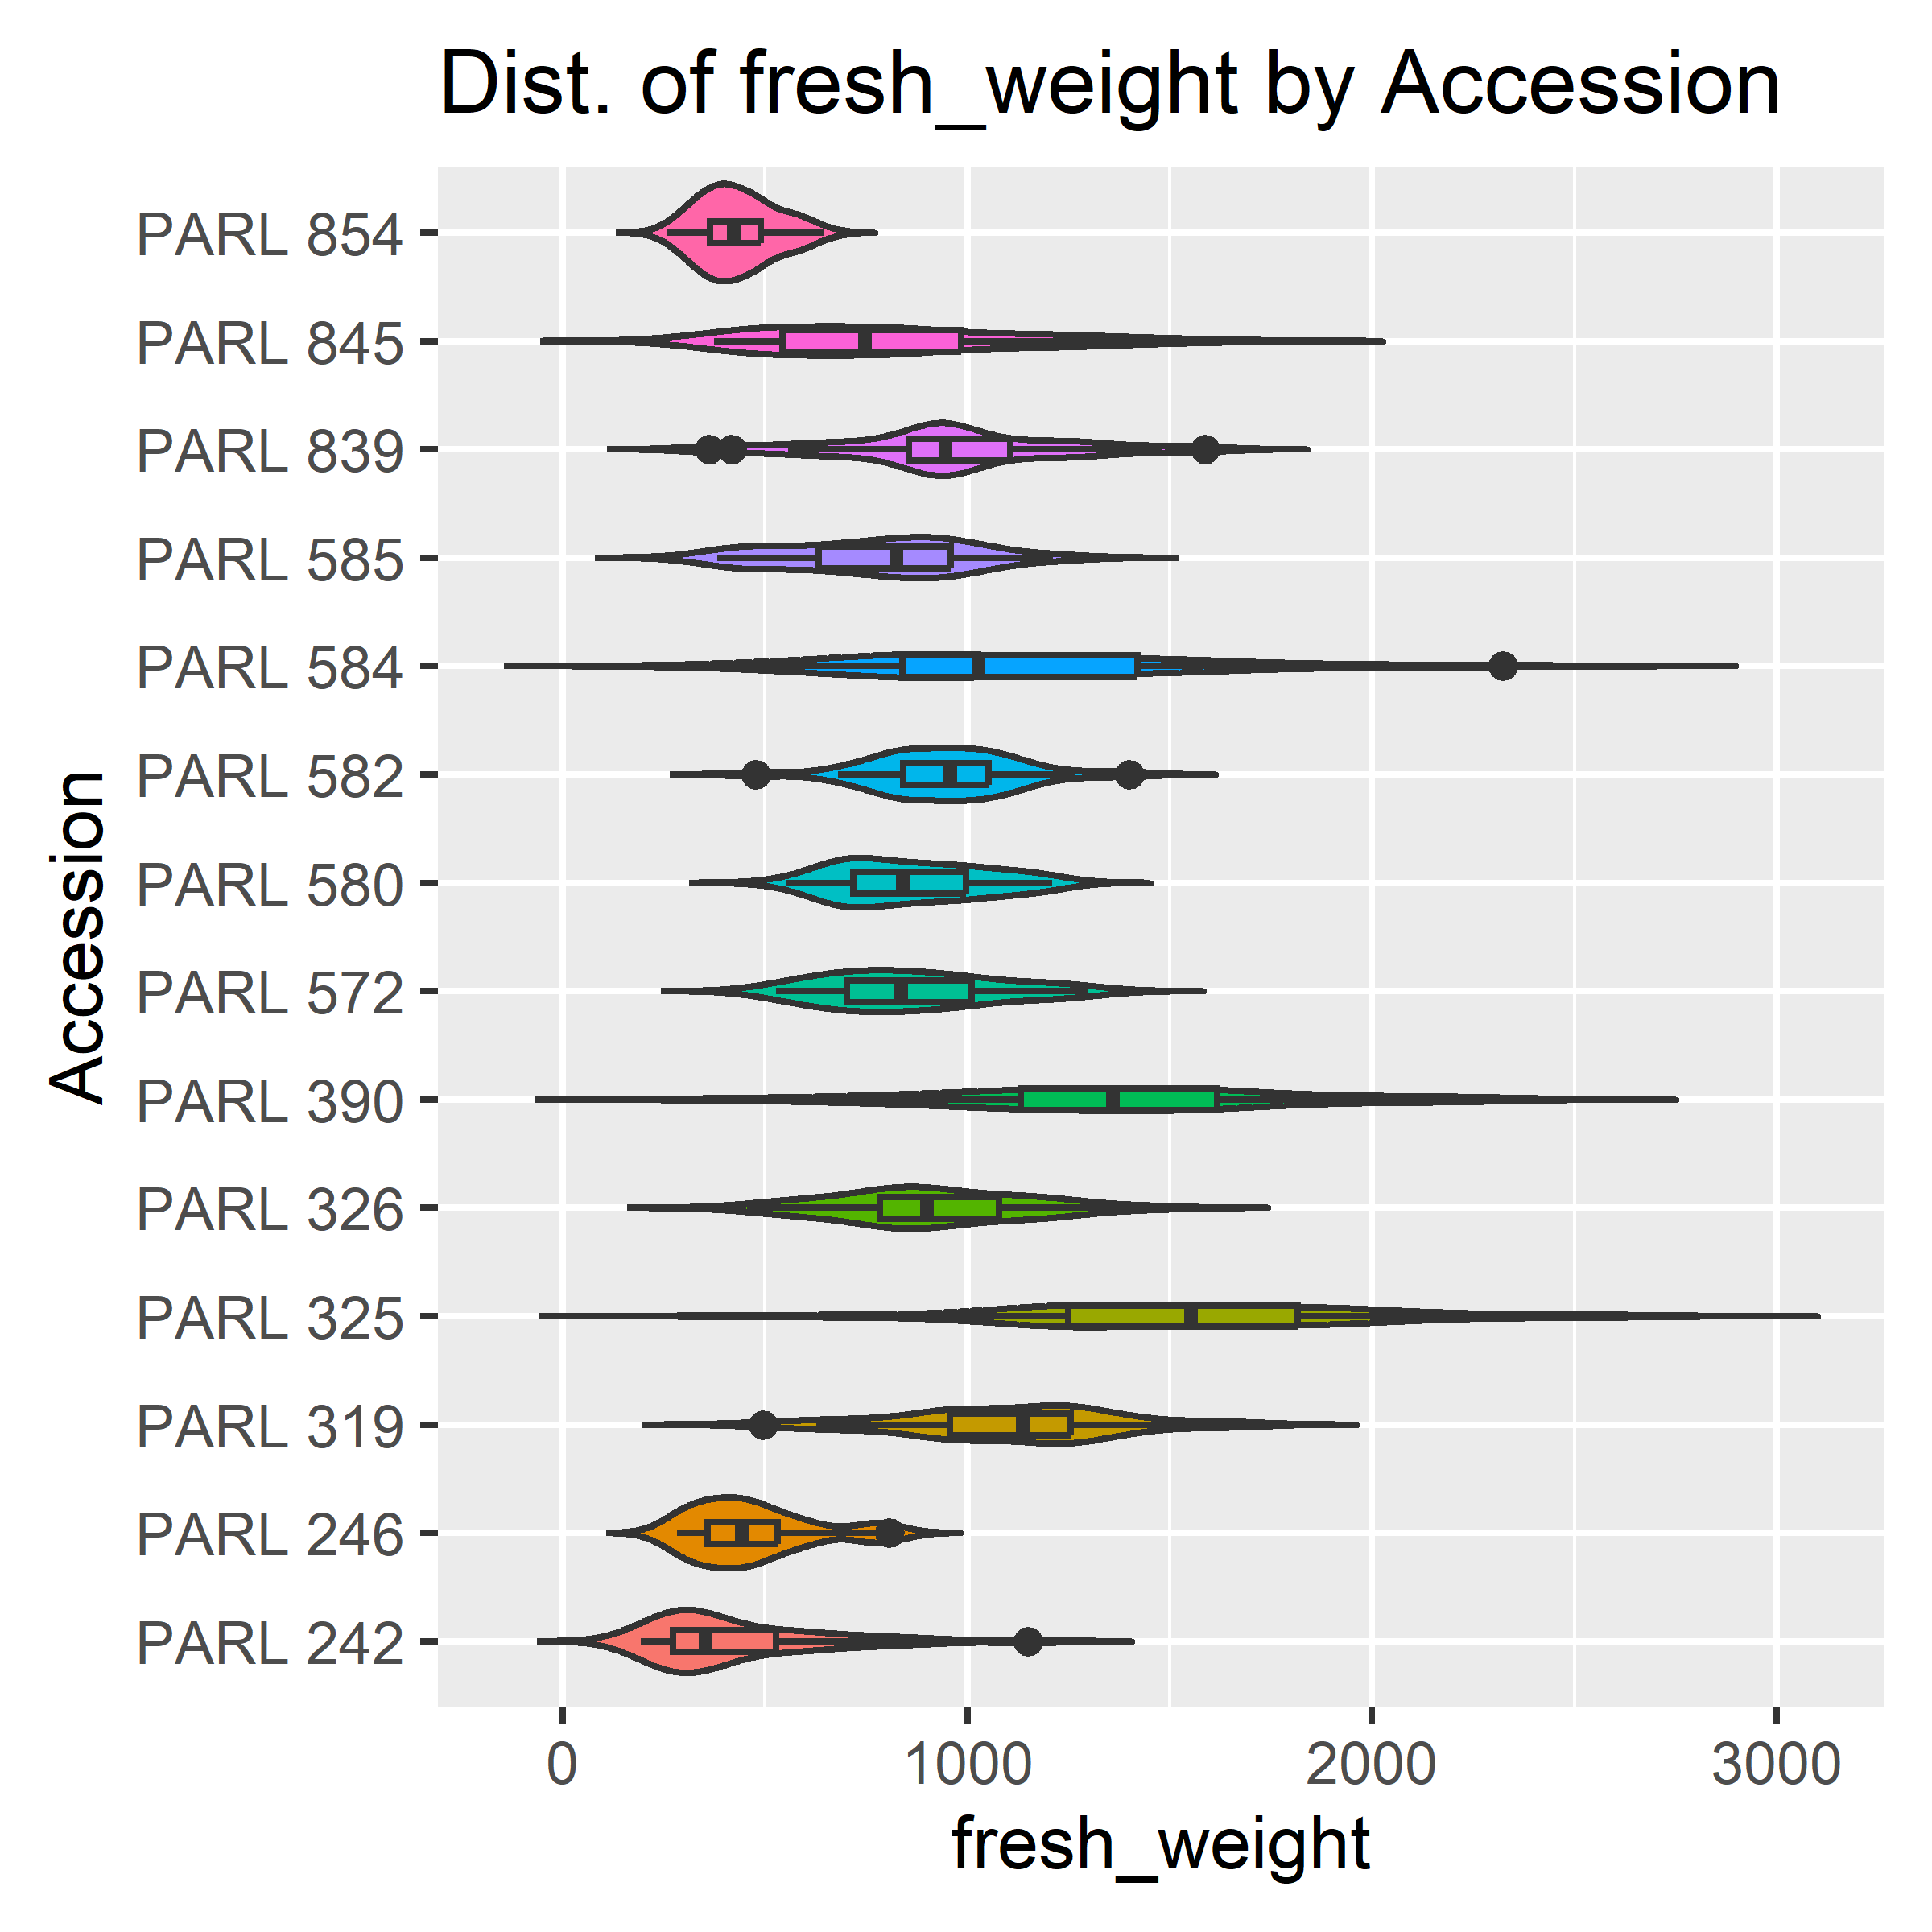 Dist. of fresh_weight by Accession
Accession
PARL 854
PARL 845
PARL 839
PARL 585
PARL 584
PARL 582
PARL 580
PARL 572
PARL 390
PARL 326
PARL 325
PARL 319
PARL 246
PARL 242
0 1000 2000 3000
fresh_weight